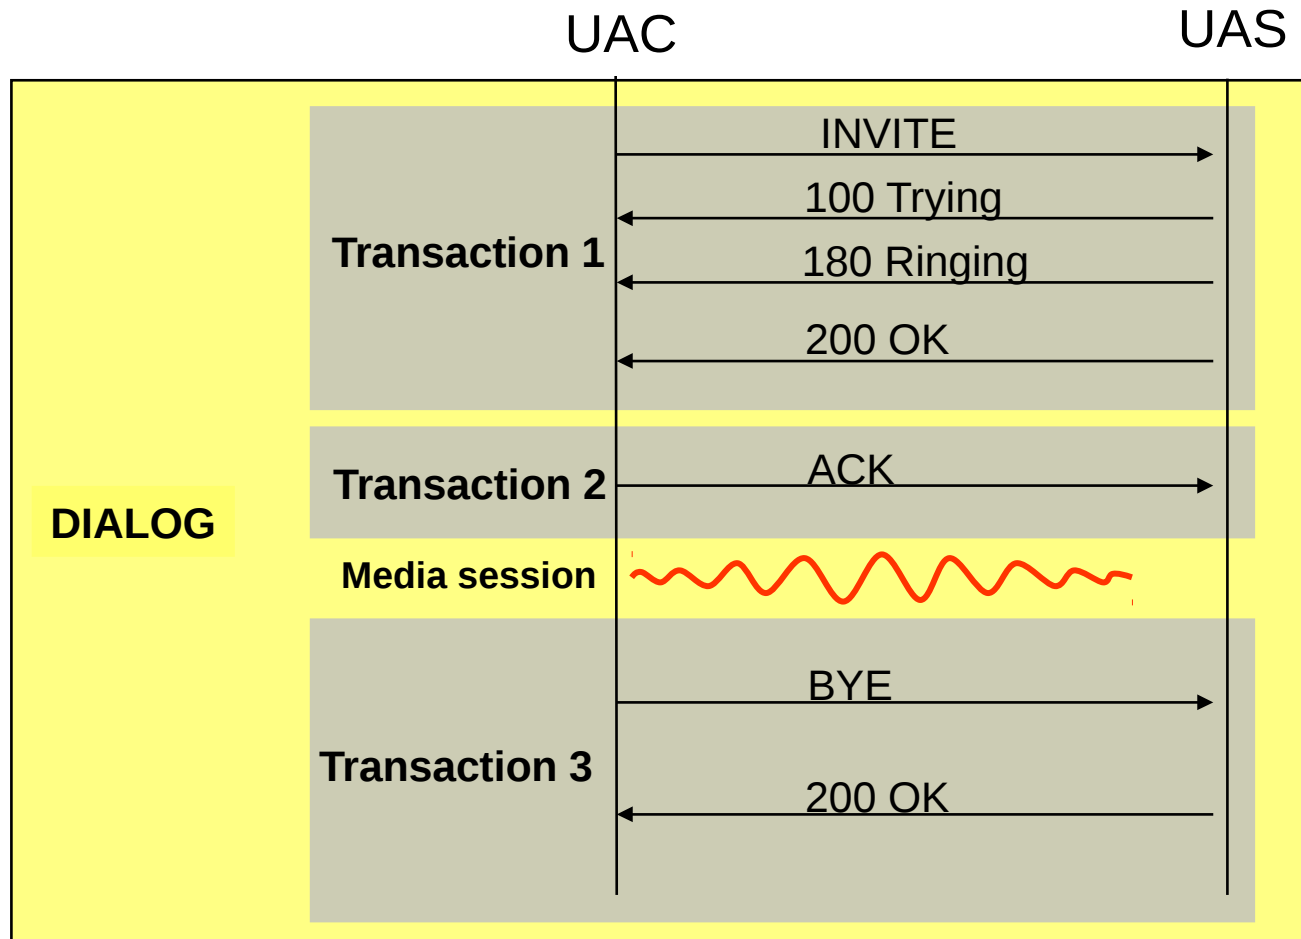 UAC
UAS
INVITE
100 Trying
Transaction 1
180 Ringing
200 OK
ACK
Transaction 2
DIALOG
Media session
BYE
Transaction 3
200 OK